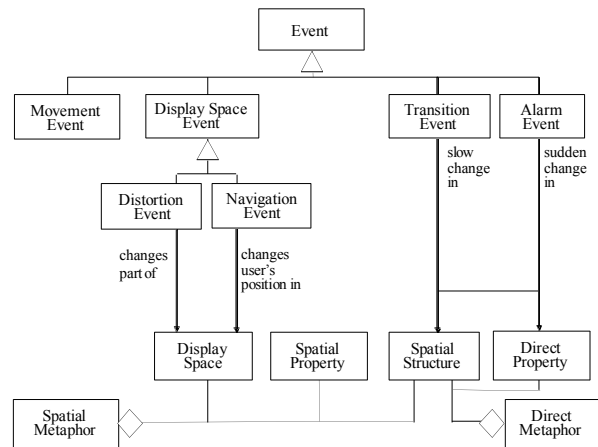 Event
Movement
Event
Display Space
Event
Transition
Event
Alarm
Event
slow
change
in
sudden
change
in
Distortion
Event
Navigation
Event
changes
part of
changes
user's
position in
Display
Space
Spatial
Property
Spatial
Structure
Direct
Property
Spatial
Metaphor
Direct
Metaphor